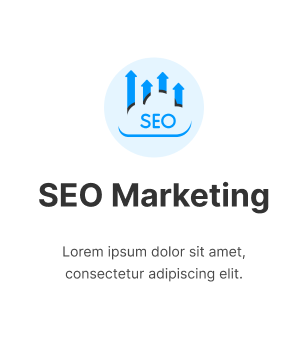 SEO
SEO Marketing
Lorem ipsum dolor sit amet,
consectetur adipiscing elit.